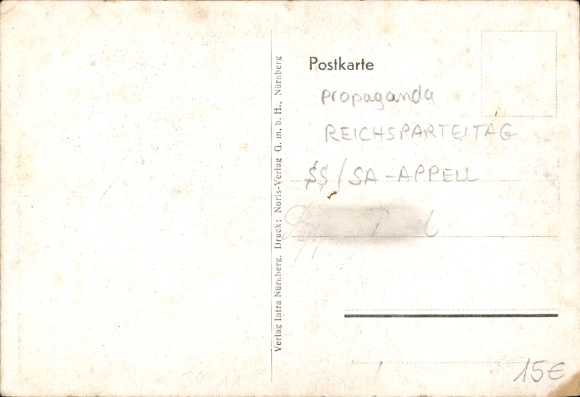 Postkarte
propaganda
REICHSPARTEITAG
SS/SA-APPELL
Verlag Intra Nürnberg. Druck: Noris-Verlag G. m. b. H., Nürnberg
15€